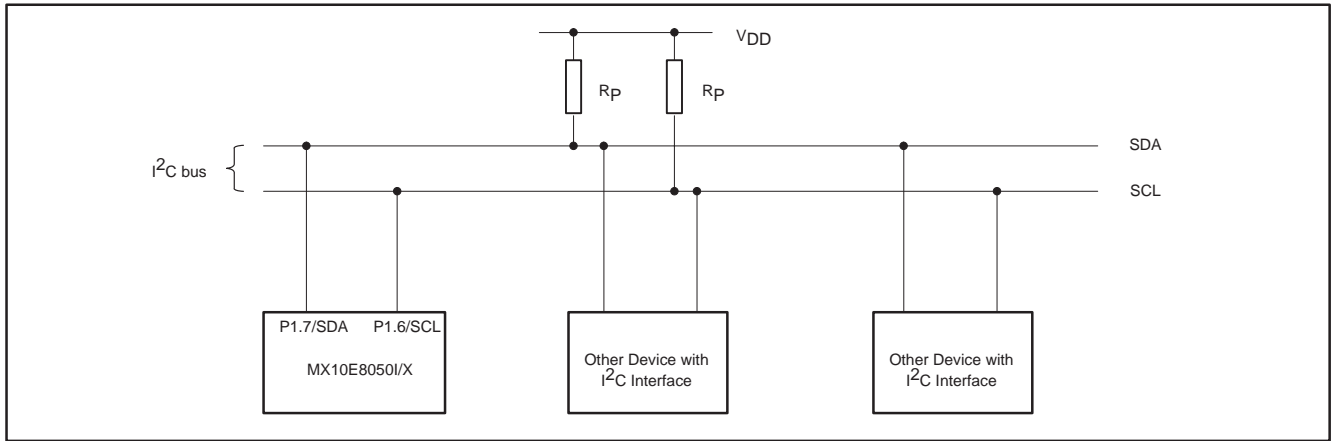 VDD
RP
RP
SDA
I2C bus
SCL
P1.7/SDA P1.6/SCL
MX10E8050I/X
Other Device with
I2C Interface
Other Device with
I2C Interface